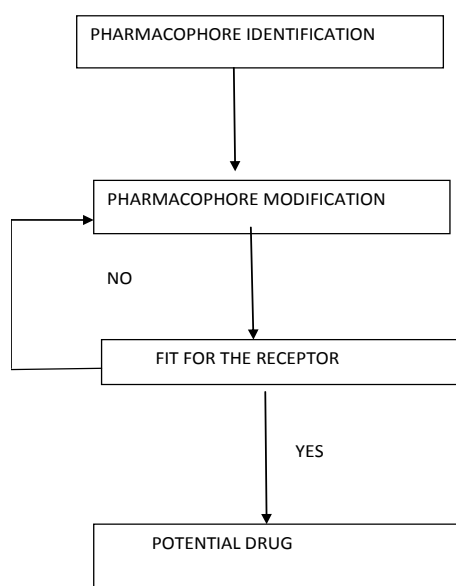 PHARMACOPHORE IDENTIFICATION
PHARMACOPHORE MODIFICATION
NO
FIT FOR THE RECEPTOR
YES
POTENTIAL DRUG